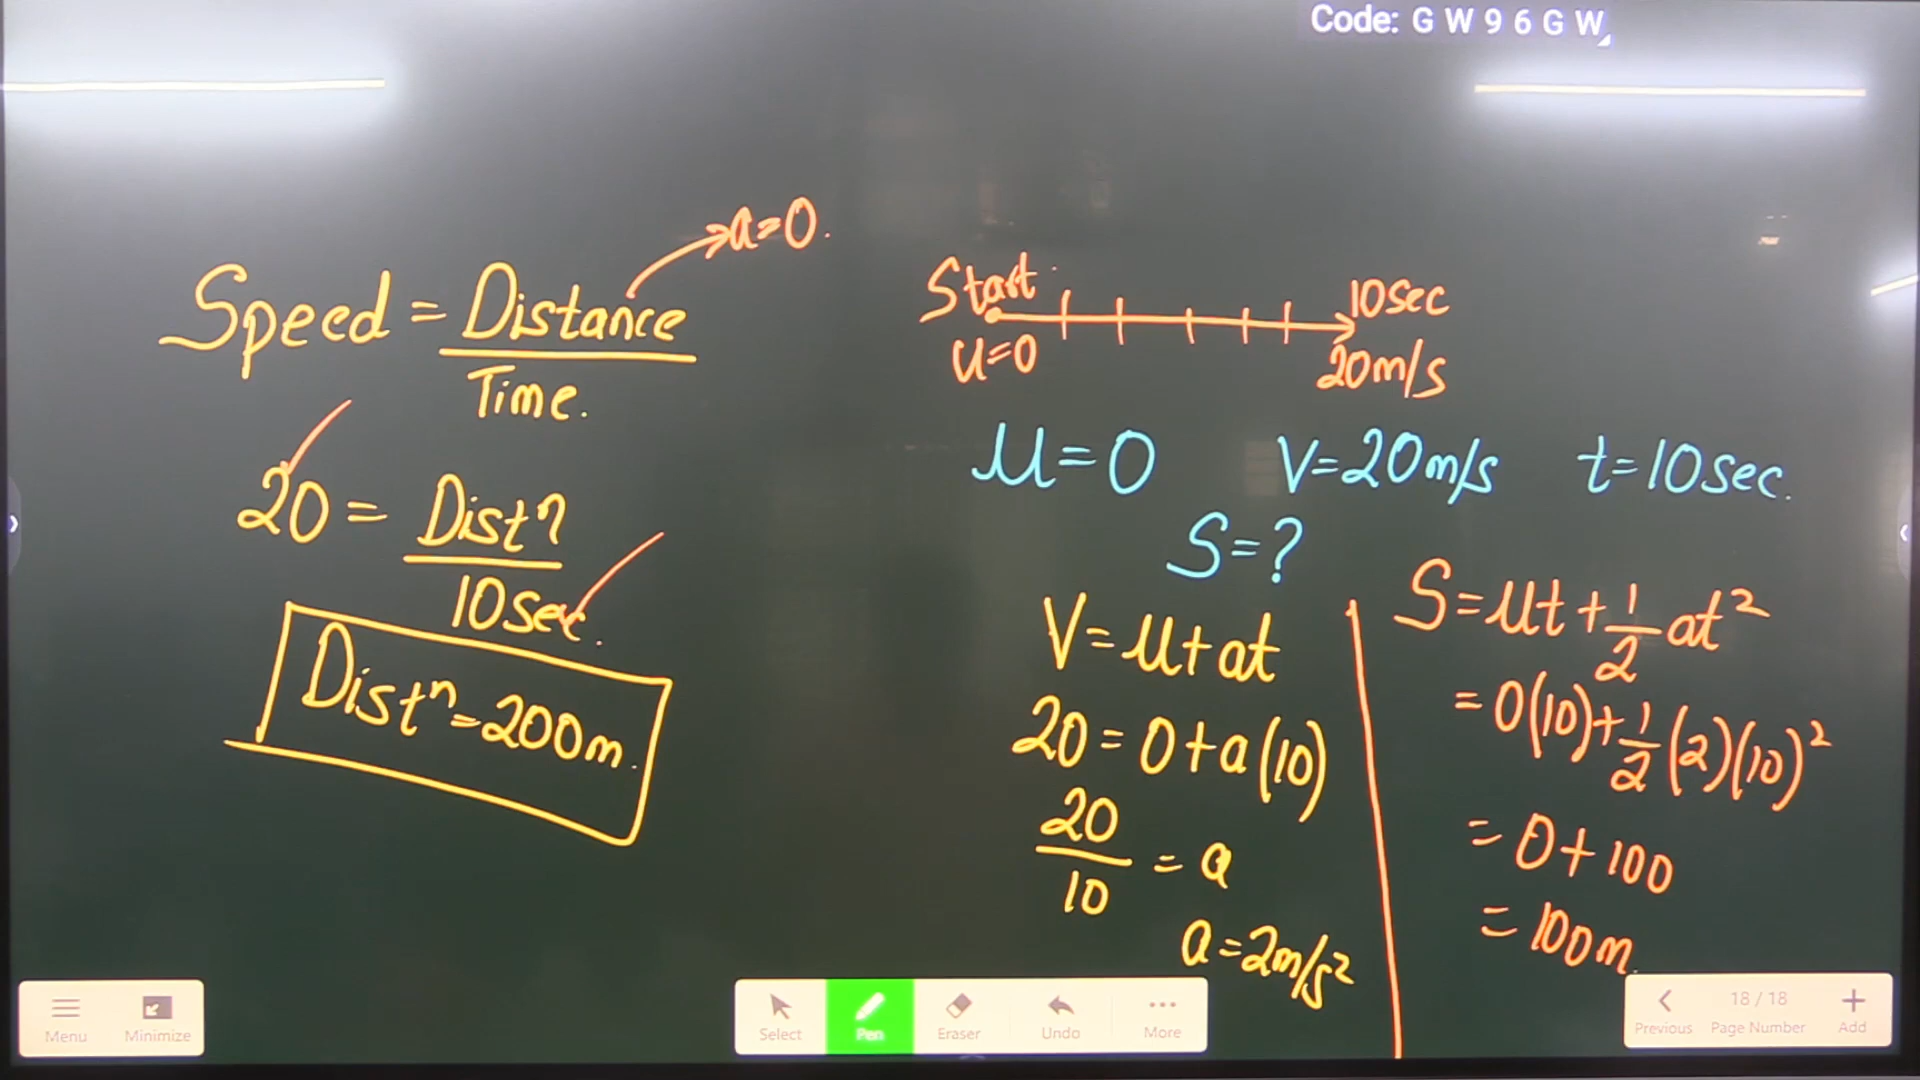 Code: G W 9 6 G W
a=0.
Speed = Distance / Time.
20 = Distⁿ / 10sec.
Distⁿ=200m.
Start
10sec
u=0
20m/s
u=0 V=20m/s t=10sec.
S=?
V=u+at
20=0+a(10)
20/10 = a
a=2m/s²
S=ut+1/2at²
=0(10)+1/2(2)(10)²
=0+100
=100m.
Menu
Minimize
Select
Pen
Eraser
Undo
More
18 / 18
Previous
Page Number
Add